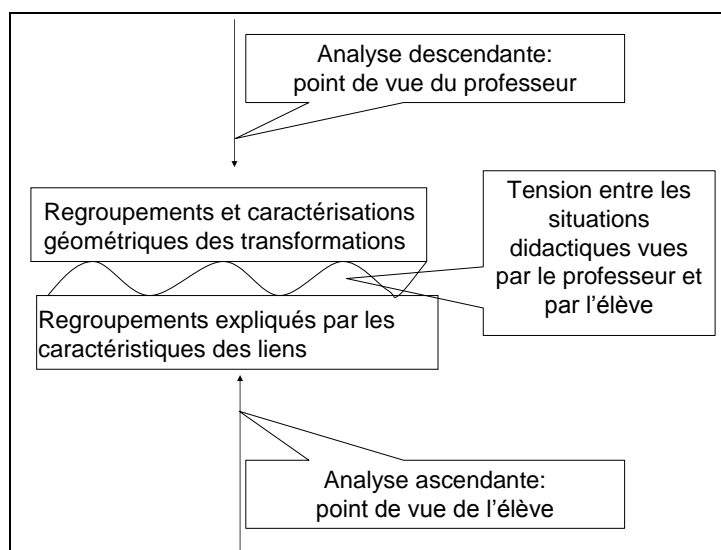 Analyse descendante:
point de vue du professeur
Regroupements et caractérisations
géométriques des transformations
Tension entre les
situations
didactiques vues
par le professeur et
par l'élève
Regroupements expliqués par les
caractéristiques des liens
Analyse ascendante:
point de vue de l'élève